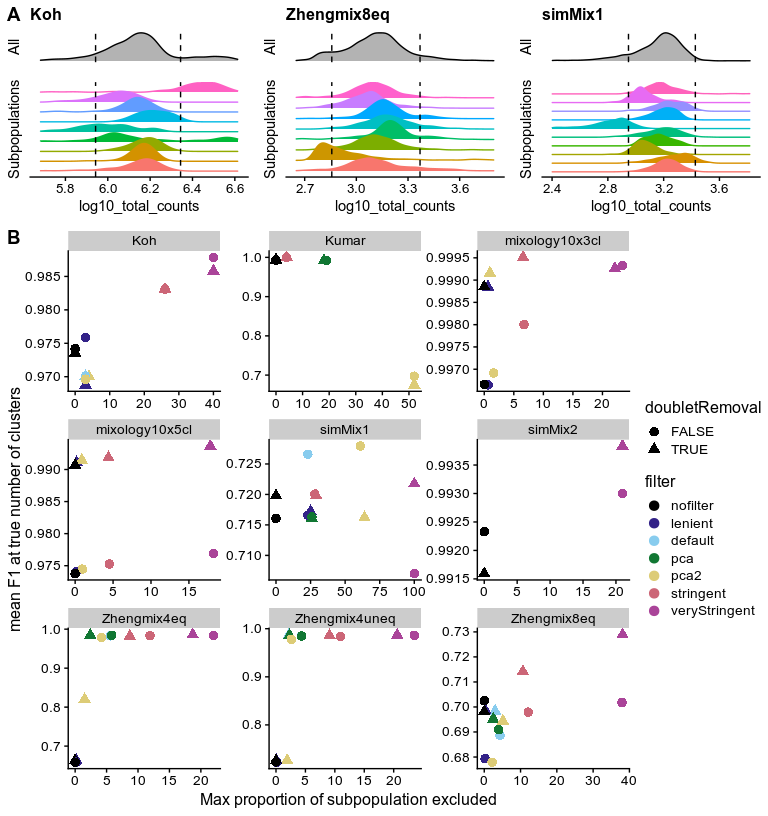 A Koh Zhengmix8eq simMix1
All All All
Subpopulations Subpopulations Subpopulations
5.8 6.0 6.2 6.4 6.6 2.7 3.0 3.3 3.6 2.4 2.8 3.2 3.6
log10_total_counts log10_total_counts log10_total_counts
B
Koh Kumar mixology10x3cl
0.985
0.980
0.975
0.970
0 10 20 30 40
1.0
0.9
0.8
0.7
0 10 20 30 40 50
0.9995
0.9990
0.9985
0.9980
0.9975
0.9970
0 5 10 15 20
mixology10x5cl simMix1 simMix2
0.990
0.985
0.980
0.975
0 5 10 15
0.725
0.720
0.715
0.710
0 25 50 75 100
0.9935
0.9930
0.9925
0.9920
0.9915
0 5 10 15 20
Zhengmix4eq Zhengmix4uneq Zhengmix8eq
1.0
0.9
0.8
0.7
0 5 10 15 20
1.0
0.9
0.8
0 5 10 15 20
0.73
0.72
0.71
0.70
0.69
0.68
0 10 20 30 40
mean F1 at true number of clusters
Max proportion of subpopulation excluded
doubletRemoval
FALSE
TRUE
filter
nofilter
lenient
default
pca
pca2
stringent
veryStringent